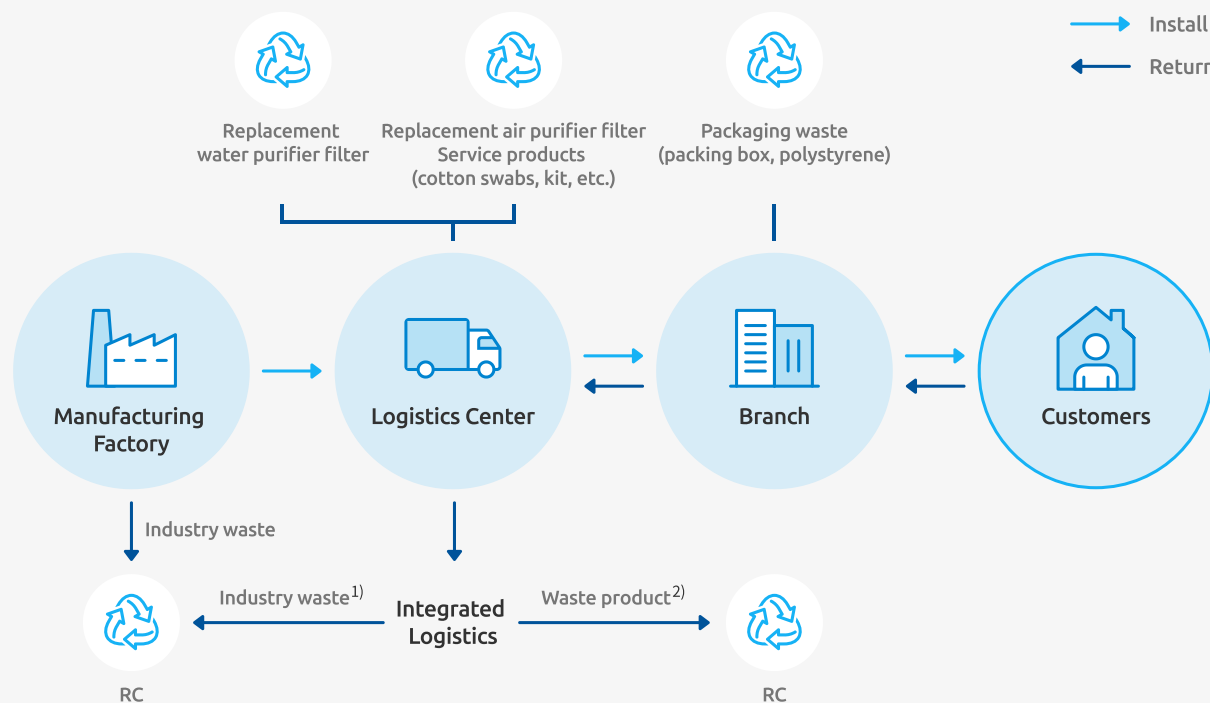 Install
Return
Replacement
water purifier filter
Replacement air purifier filter
Service products
(cotton swabs, kit, etc.)
Packaging waste
(packing box, polystyrene)
Manufacturing
Factory
Logistics Center
Branch
Customers
Industry waste
Industry waste1)
Integrated
Logistics
Waste product2)
RC
RC